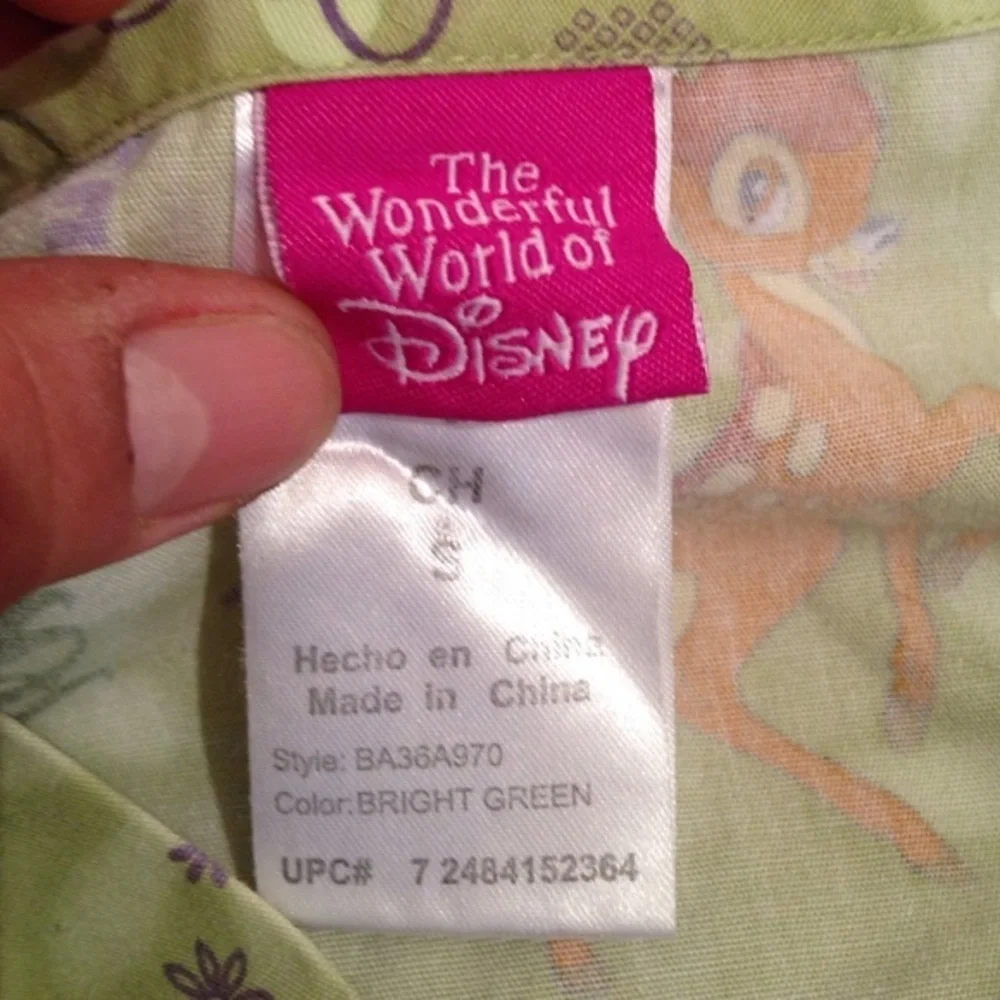 The
Wonderful
World of
Disney
CH
S
Hecho en China
Made in China
Style: BA36A970
Color:BRIGHT GREEN
UPC# 7 2484152364